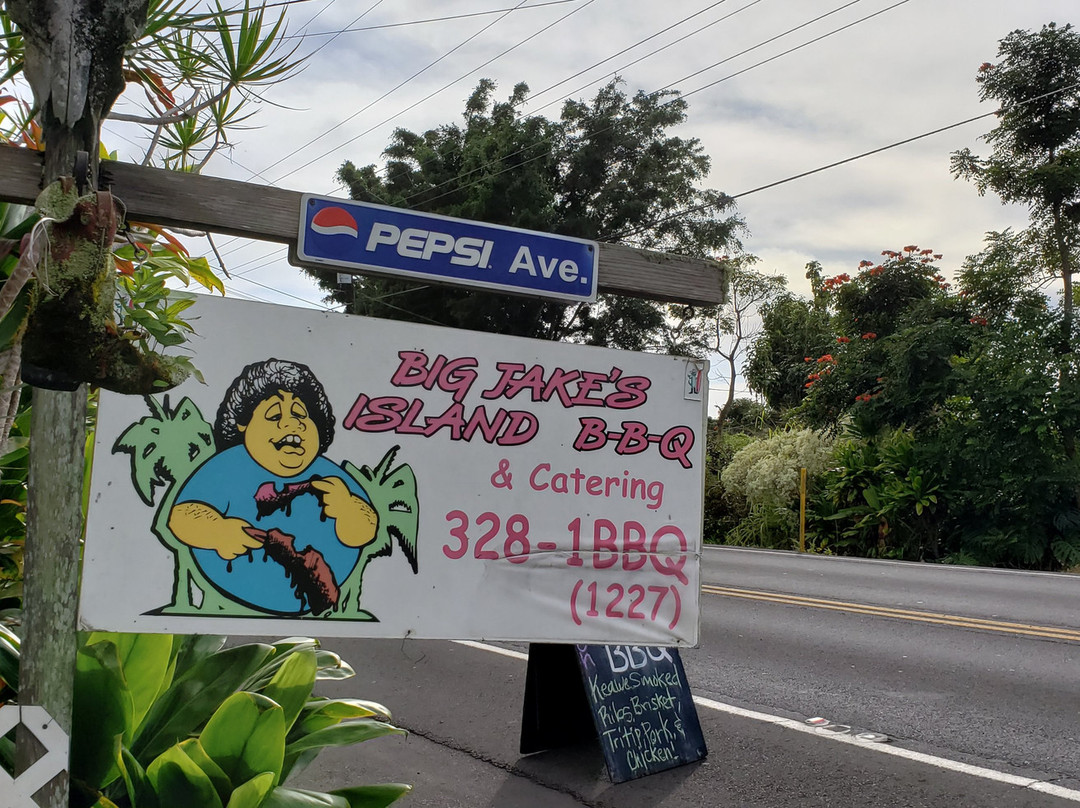 PEPSI Ave.
BIG JAKE'S
ISLAND B-B-Q
& Catering
328-1BBQ
(1227)
BBQ
Keawe Smoked
Ribs, Brisket,
Tritip, Pork, &
Chicken!